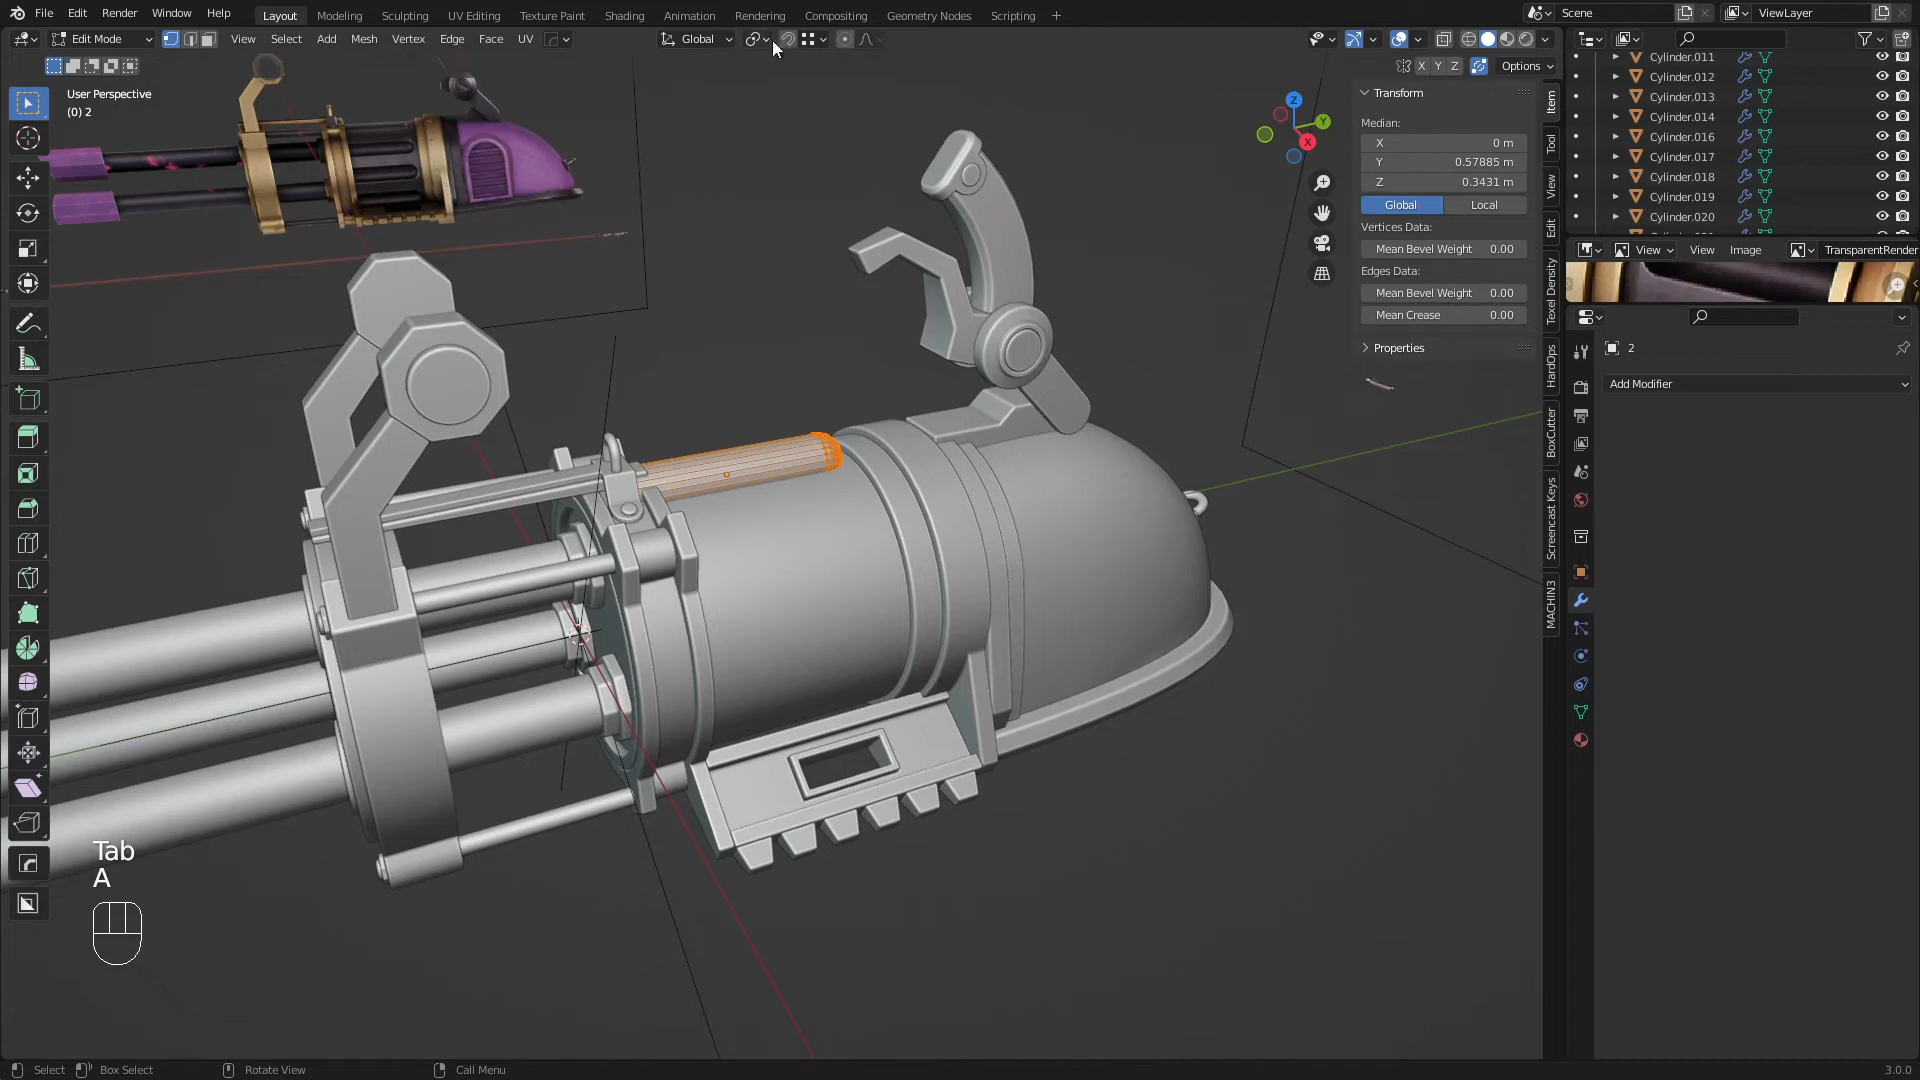 File Edit Render Window Help Layout Modeling Sculpting UV Editing Texture Paint Shading Animation Rendering Compositing Geometry Nodes Scripting + Scene ViewLayer
Edit Mode View Select Add Mesh Vertex Edge Face UV Global
X Y Z Options
User Perspective
(0) 2
Z
Y
X
Transform
Median:
X 0 m
Y 0.57885 m
Z 0.3431 m
Global Local
Vertices Data:
Mean Bevel Weight 0.00
Edges Data:
Mean Bevel Weight 0.00
Mean Crease 0.00
Properties
Item
Tool
View
Edit
Texel Density
HardOps
BoxCutter
Screencast Keys
MACHIN3
Cylinder.011
Cylinder.012
Cylinder.013
Cylinder.014
Cylinder.016
Cylinder.017
Cylinder.018
Cylinder.019
Cylinder.020
View View Image TransparentRender
2
Add Modifier
Tab
A
Select Box Select Rotate View Call Menu 3.0.0